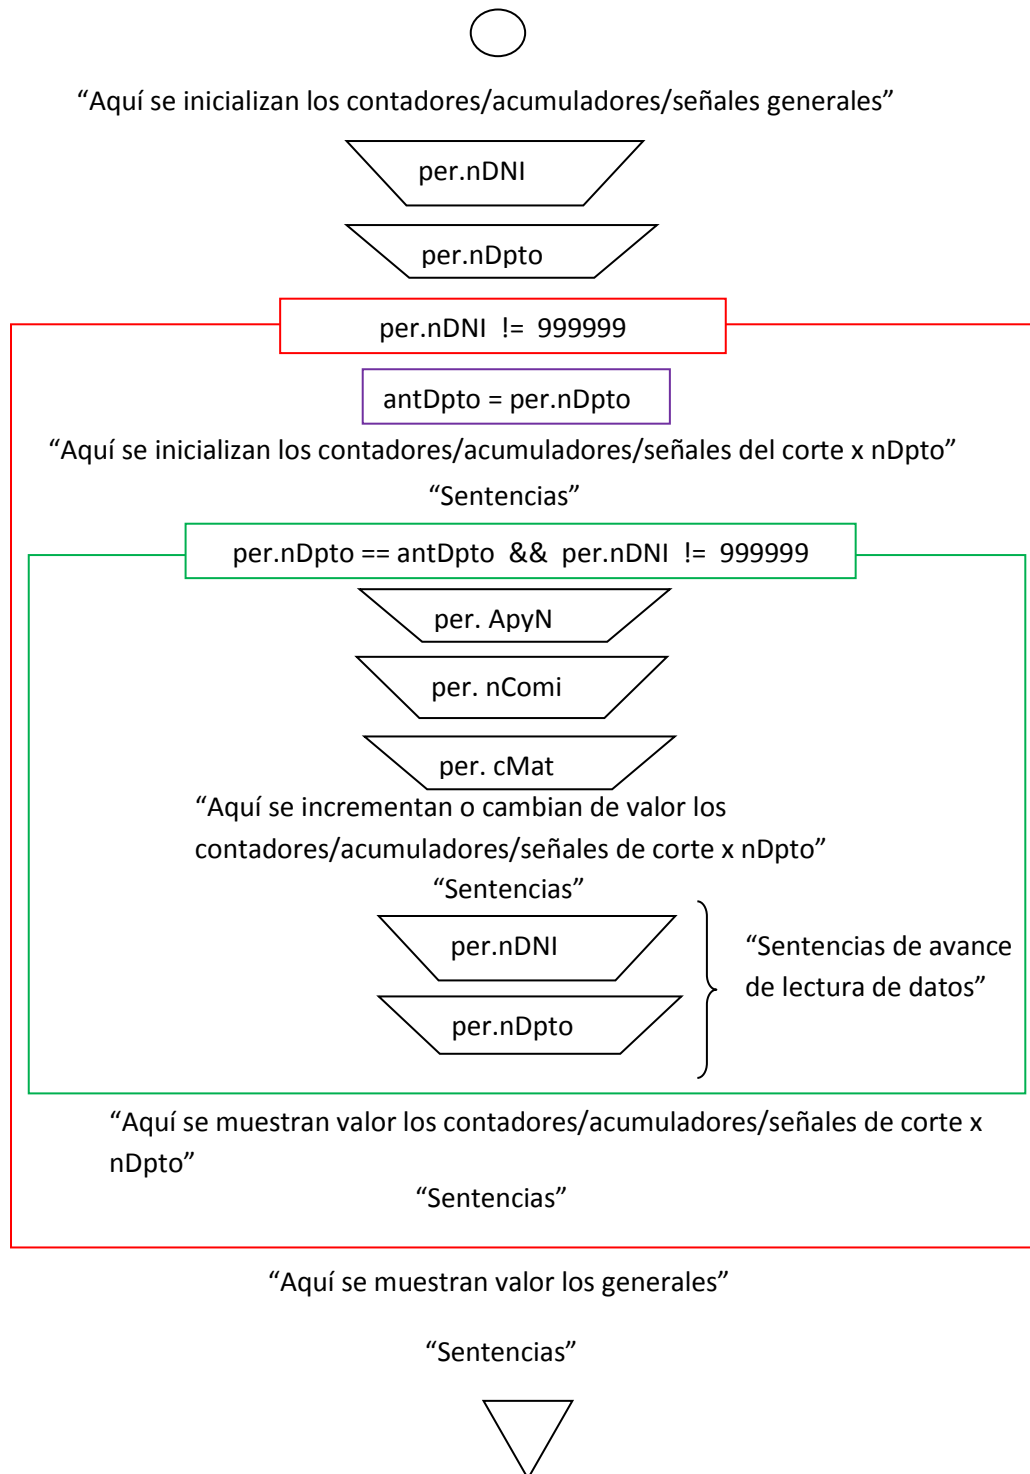 “Aquí se inicializan los contadores/acumuladores/señales generales”
per.nDNI
per.nDpto
per.nDNI != 999999
antDpto = per.nDpto
“Aquí se inicializan los contadores/acumuladores/señales del corte x nDpto”
“Sentencias”
per.nDpto == antDpto && per.nDNI != 999999
per. ApyN
per. nComi
per. cMat
“Aquí se incrementan o cambian de valor los
contadores/acumuladores/señales de corte x nDpto”
“Sentencias”
per.nDNI
per.nDpto
“Sentencias de avance
de lectura de datos”
“Aquí se muestran valor los contadores/acumuladores/señales de corte x
nDpto”
“Sentencias”
“Aquí se muestran valor los generales”
“Sentencias”